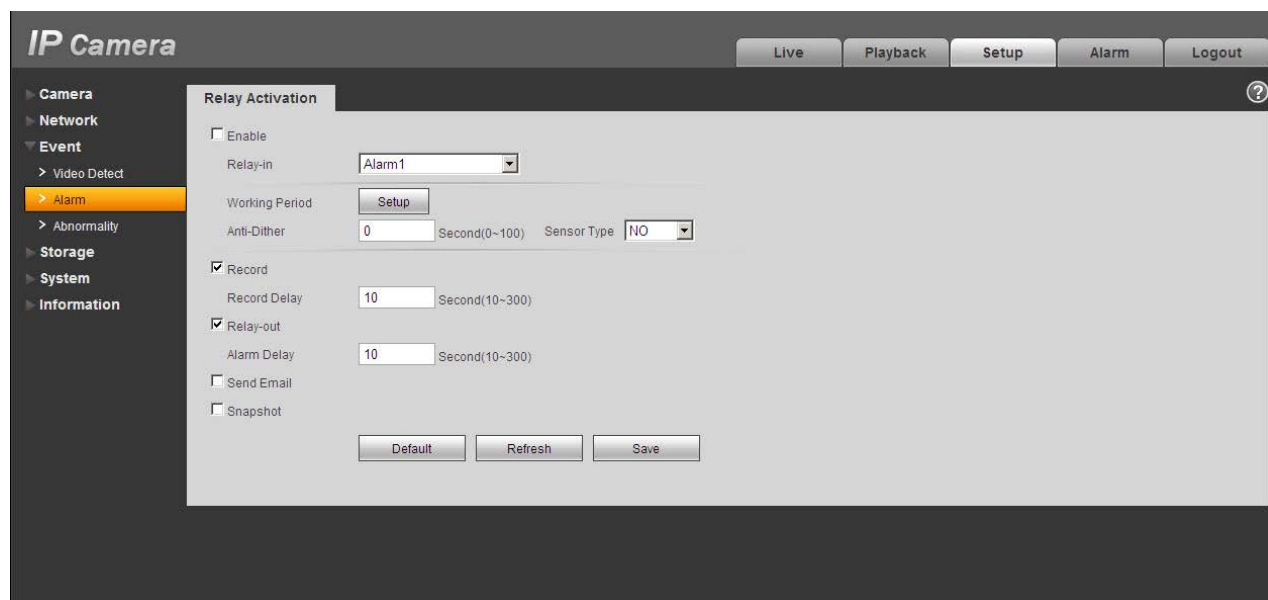 IP Camera
Live
Playback
Setup
Alarm
Logout
Camera
Network
Event
> Video Detect
> Alarm
> Abnormality
Storage
System
Information
Relay Activation
?
Enable
Relay-in Alarm1
Working Period Setup
Anti-Dither 0 Second(0~100) Sensor Type NO
Record
Record Delay 10 Second(10~300)
Relay-out
Alarm Delay 10 Second(10~300)
Send Email
Snapshot
Default Refresh Save